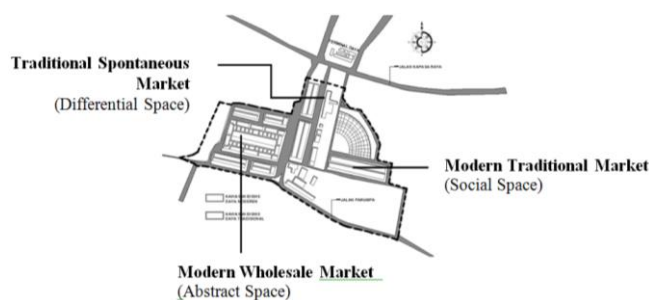 Traditional Spontaneous
Market
(Differential Space)
Modern Traditional Market
(Social Space)
Modern Wholesale Market
(Abstract Space)